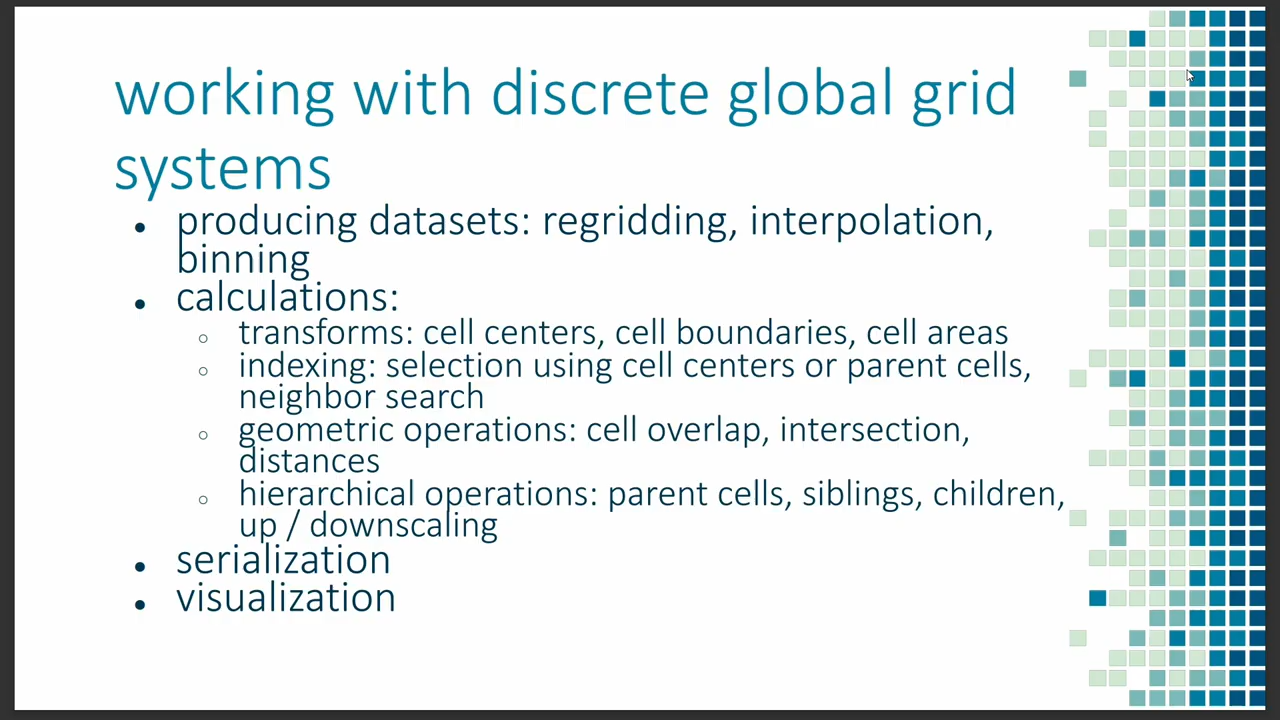 working with discrete global grid
systems
● producing datasets: regridding, interpolation,
binning
● calculations:
○ transforms: cell centers, cell boundaries, cell areas
○ indexing: selection using cell centers or parent cells,
neighbor search
○ geometric operations: cell overlap, intersection,
distances
○ hierarchical operations: parent cells, siblings, children,
up / downscaling
● serialization
● visualization